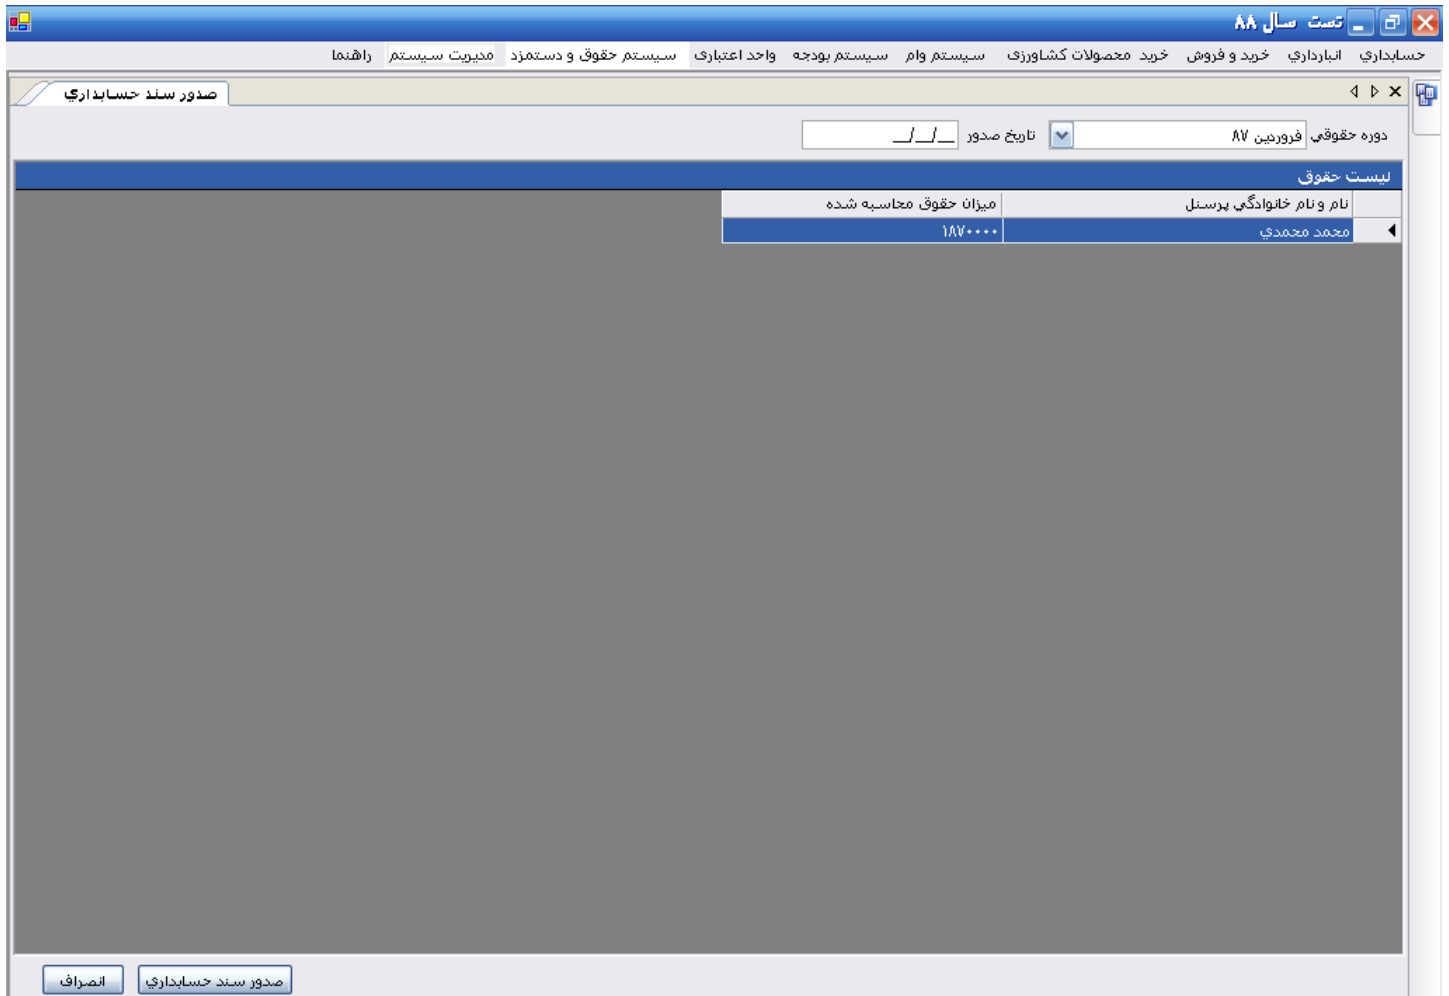 تست سال ۸۸
حسابداري انبارداري خريد و فروش خريد محصولات کشاورزی سيستم وام سيستم بودجه واحد اعتباری سيستم حقوق و دستمزد مديريت سيستم راهنما
صدور سند حسابداري
دوره حقوقي فروردين ۸۷ تاريخ صدور __/__/__
ليست حقوق
نام و نام خانوادگي پرسنل ميزان حقوق محاسبه شده
محمد محمدي ۱۸۷۰۰۰۰
صدور سند حسابداري انصراف